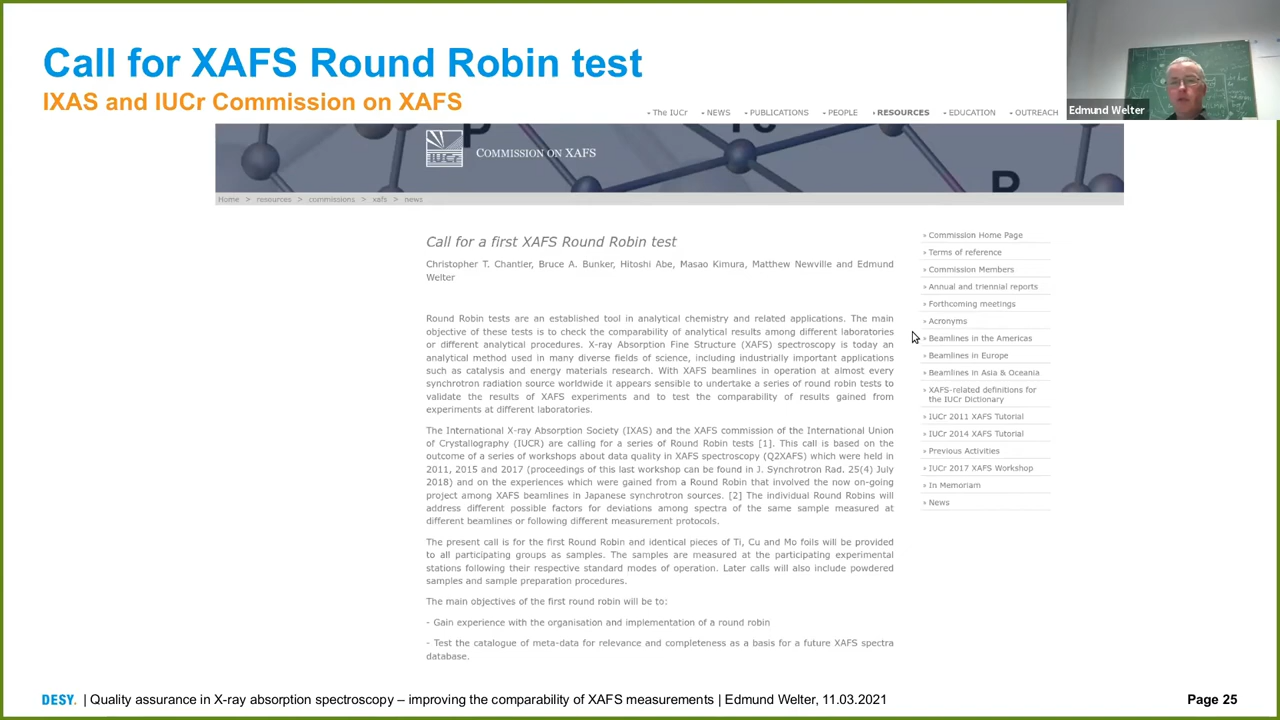 Call for XAFS Round Robin test
IXAS and IUCr Commission on XAFS
Edmund Welter
The IUCr NEWS PUBLICATIONS PEOPLE RESOURCES EDUCATION OUTREACH
IUCr COMMISSION ON XAFS
P
Home > resources > commissions > xafs > news
Call for a first XAFS Round Robin test
Christopher T. Chantler, Bruce A. Bunker, Hitoshi Abe, Masao Kimura, Matthew Newville and Edmund
Welter
Round Robin tests are an established tool in analytical chemistry and related applications. The main
objective of these tests is to check the comparability of analytical results among different laboratories
or different analytical procedures. X-ray Absorption Fine Structure (XAFS) spectroscopy is today an
analytical method used in many diverse fields of science, including industrially important applications
such as catalysis and energy materials research. With XAFS beamlines in operation at almost every
synchrotron radiation source worldwide it appears sensible to undertake a series of round robin tests to
validate the results of XAFS experiments and to test the comparability of results gained from
experiments at different laboratories.
The International X-ray Absorption Society (IXAS) and the XAFS commission of the International Union
of Crystallography (IUCR) are calling for a series of Round Robin tests [1]. This call is based on the
outcome of a series of workshops about data quality in XAFS spectroscopy (Q2XAFS) which were held in
2011, 2015 and 2017 (proceedings of this last workshop can be found in J. Synchrotron Rad. 25(4) July
2018) and on the experiences which were gained from a Round Robin that involved the now on-going
project among XAFS beamlines in Japanese synchrotron sources. [2] The individual Round Robins will
address different possible factors for deviations among spectra of the same sample measured at
different beamlines or following different measurement protocols.
The present call is for the first Round Robin and identical pieces of Ti, Cu and Mo foils will be provided
to all participating groups as samples. The samples are measured at the participating experimental
stations following their respective standard modes of operation. Later calls will also include powdered
samples and sample preparation procedures.
The main objectives of the first round robin will be to:
- Gain experience with the organisation and implementation of a round robin
- Test the catalogue of meta-data for relevance and completeness as a basis for a future XAFS spectra
database.
» Commission Home Page
» Terms of reference
» Commission Members
» Annual and triennial reports
» Forthcoming meetings
» Acronyms
» Beamlines in the Americas
» Beamlines in Europe
» Beamlines in Asia & Oceania
» XAFS-related definitions for
the IUCr Dictionary
» IUCr 2011 XAFS Tutorial
» IUCr 2014 XAFS Tutorial
» Previous Activities
» IUCr 2017 XAFS Workshop
» In Memoriam
» News
DESY. | Quality assurance in X-ray absorption spectroscopy – improving the comparability of XAFS measurements | Edmund Welter, 11.03.2021
Page 25